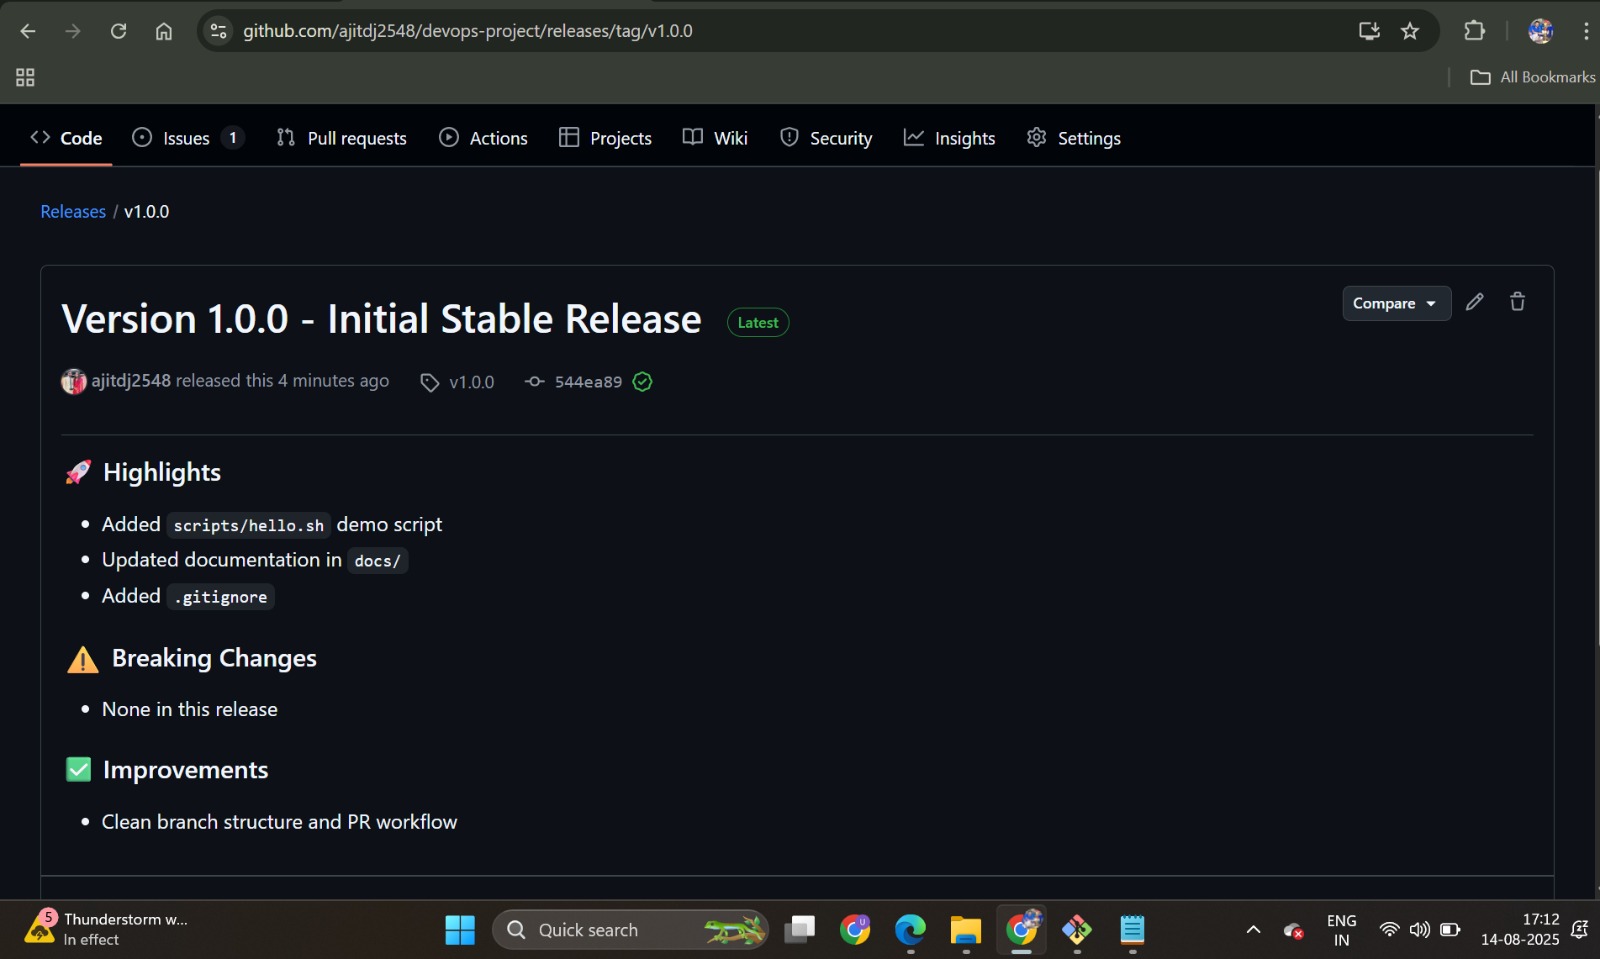 github.com/ajitdj2548/devops-project/releases/tag/v1.0.0
All Bookmarks
Code Issues 1 Pull requests Actions Projects Wiki Security Insights Settings
Releases / v1.0.0
Version 1.0.0 - Initial Stable Release Latest
Compare
ajitdj2548 released this 4 minutes ago v1.0.0 544ea89
🚀 Highlights
• Added scripts/hello.sh demo script
• Updated documentation in docs/
• Added .gitignore
⚠️ Breaking Changes
• None in this release
✅ Improvements
• Clean branch structure and PR workflow
5 Thunderstorm w...
In effect
Quick search
ENG
IN
17:12
14-08-2025